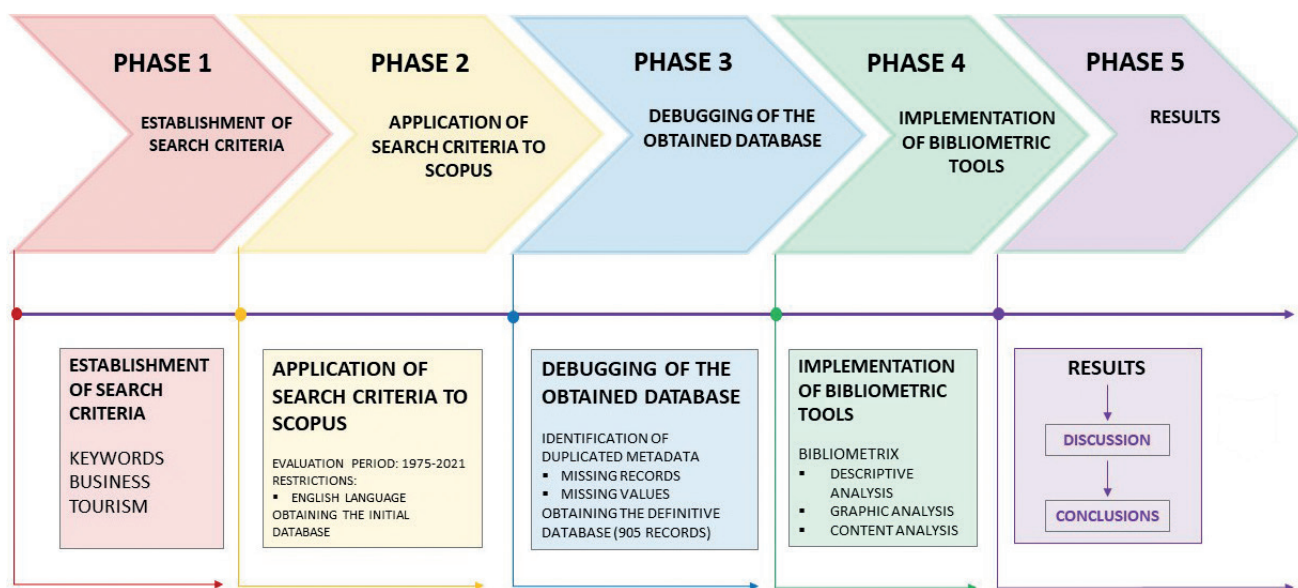 PHASE 1
ESTABLISHMENT OF
SEARCH CRITERIA
PHASE 2
APPLICATION OF
SEARCH CRITERIA TO
SCOPUS
PHASE 3
DEBUGGING OF THE
OBTAINED DATABASE
PHASE 4
IMPLEMENTATION
OF BIBLIOMETRIC
TOOLS
PHASE 5
RESULTS
ESTABLISHMENT
OF SEARCH
CRITERIA
KEYWORDS
BUSINESS
TOURISM
APPLICATION OF
SEARCH CRITERIA TO
SCOPUS
EVALUATION PERIOD: 1975-2021
RESTRICTIONS:
▪ ENGLISH LANGUAGE
OBTAINING THE INITIAL
DATABASE
DEBUGGING OF THE
OBTAINED DATABASE
IDENTIFICATION OF
DUPLICATED METADATA
▪ MISSING RECORDS
▪ MISSING VALUES
OBTAINING THE DEFINITIVE
DATABASE (905 RECORDS)
IMPLEMENTATION
OF BIBLIOMETRIC
TOOLS
BIBLIOMETRIX
▪ DESCRIPTIVE
ANALYSIS
▪ GRAPHIC ANALYSIS
▪ CONTENT ANALYSIS
RESULTS
DISCUSSION
CONCLUSIONS